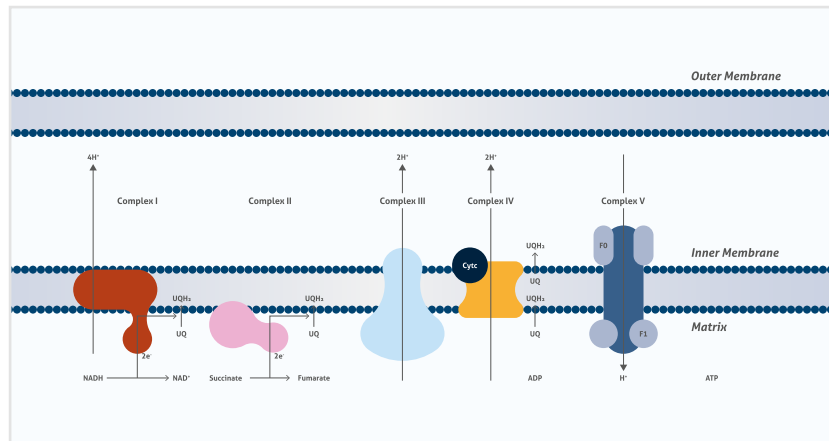 Outer Membrane
4H⁺
2H⁺
2H⁺
Complex I
Complex II
Complex III
Complex IV
Complex V
F0
UQH₂
Inner Membrane
Cytc
UQ
UQH₂
UQH₂
UQH₂
Matrix
UQ
UQ
UQ
F1
2e⁻
2e⁻
NADH
NAD⁺
Succinate
Fumarate
ADP
H⁺
ATP